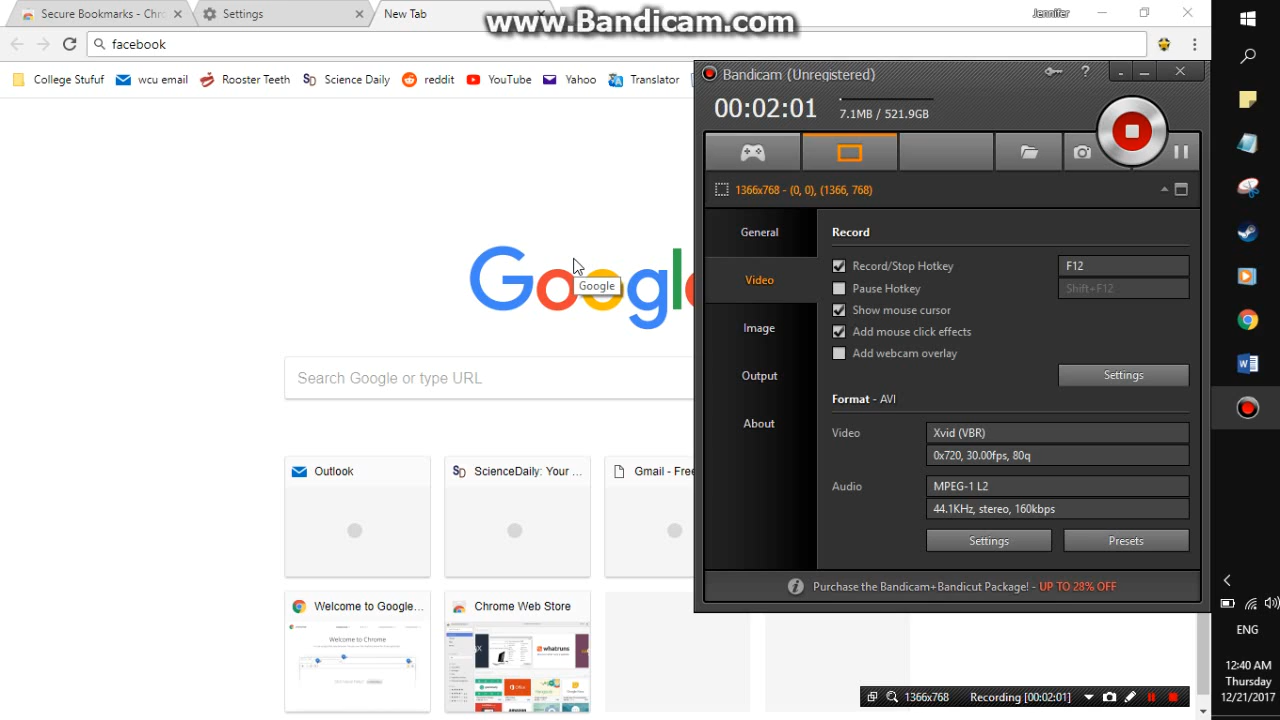 Secure Bookmarks - Chr
Settings
New Tab
www.Bandicam.com
Jennifer
facebook
College Stufuf
wcu email
Rooster Teeth
Science Daily
reddit
YouTube
Yahoo
Translator
Bandicam (Unregistered)
00:02:01
7.1MB / 521.9GB
1366x768 - (0, 0), (1366, 768)
General
Video
Image
Output
About
Record
Record/Stop Hotkey
F12
Pause Hotkey
Shift+F12
Show mouse cursor
Add mouse click effects
Add webcam overlay
Settings
Format - AVI
Video
Xvid (VBR)
0x720, 30.00fps, 80q
Audio
MPEG-1 L2
44.1KHz, stereo, 160kbps
Settings
Presets
Purchase the Bandicam+Bandicut Package! - UP TO 28% OFF
Google
Google
Search Google or type URL
Outlook
ScienceDaily: Your ...
Gmail - Free
Welcome to Google...
Chrome Web Store
Welcome to Chrome
whatruns
[00:02:01]
ENG
12:40 AM
Thursday
12/21/2017